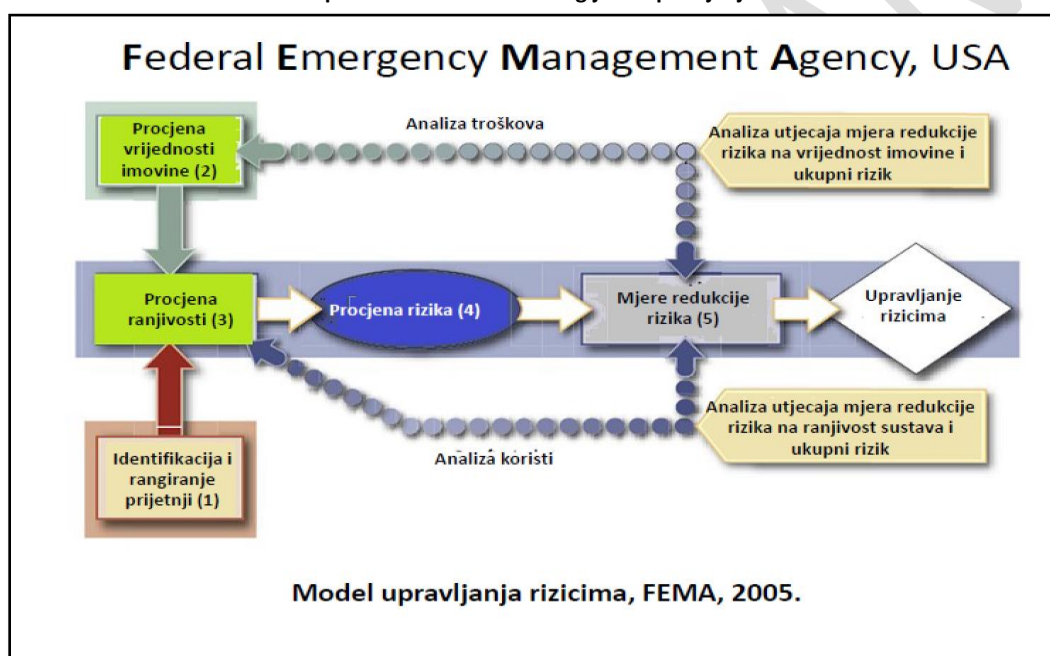 Federal Emergency Management Agency, USA
Procjena
vrijednosti
imovine (2)
Analiza troškova
Analiza utjecaja mjera redukcije
rizika na vrijednost imovine i
ukupni rizik
Procjena
ranjivosti (3)
Procjena rizika (4)
Mjere redukcije
rizika (5)
Upravljanje
rizicima
Identifikacija i
rangiranje
prijetnji (1)
Analiza koristi
Analiza utjecaja mjera redukcije
rizika na ranjivost sustava i
ukupni rizik
Model upravljanja rizicima, FEMA, 2005.